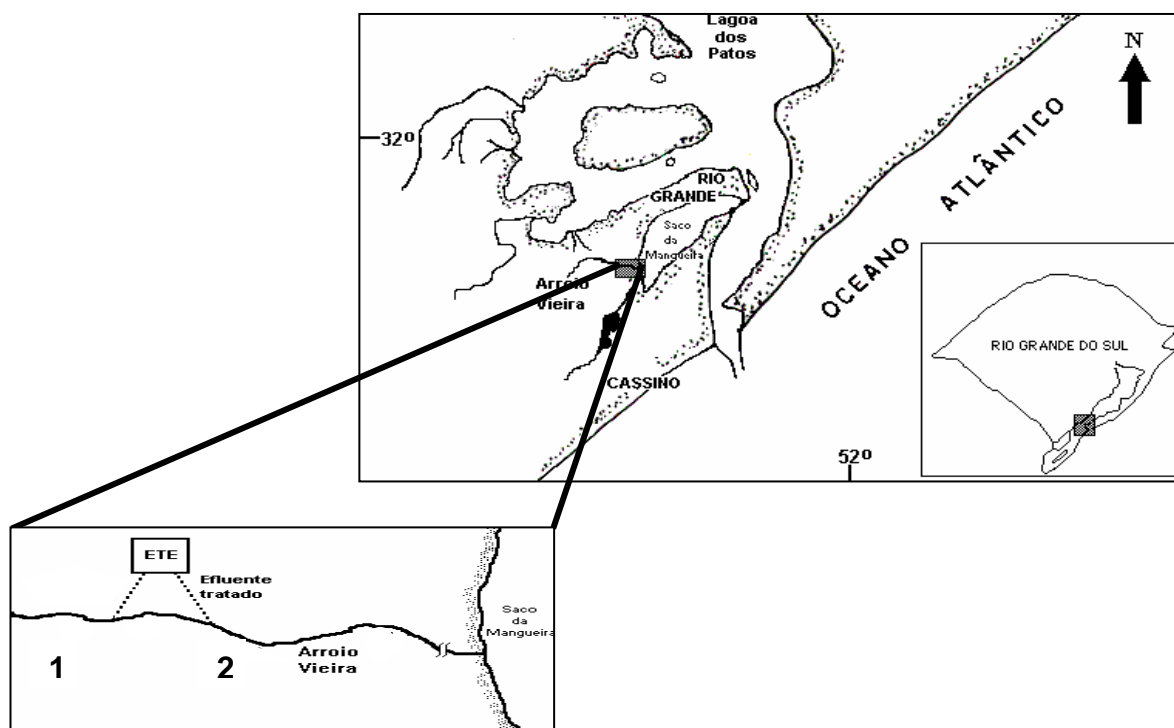 Lagoa
dos
Patos
N
32º
OCEANO ATLÂNTICO
RIO
GRANDE
Saco
da
Mangueira
Arroio
Vieira
RIO GRANDE DO SUL
CASSINO
52º
ETE
Efluente
tratado
Saco
da
Mangueira
1
2
Arroio
Vieira